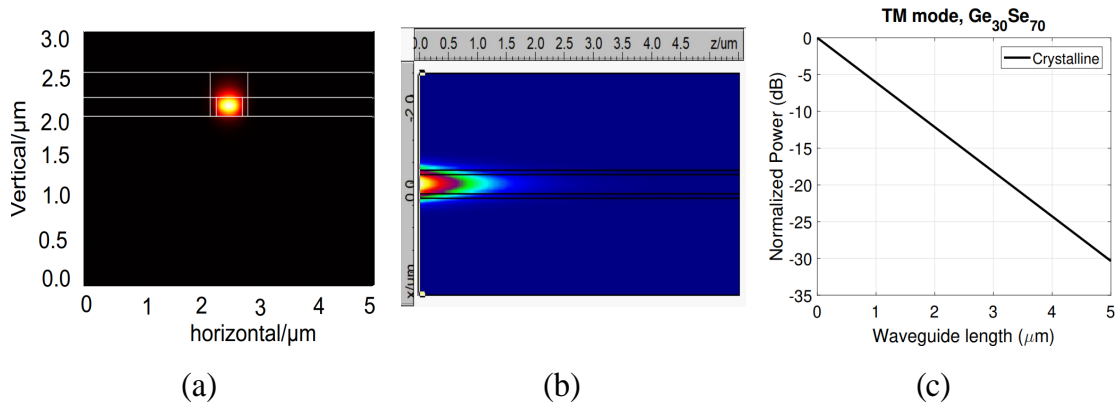 3.0
2.5
2.0
1.5
1.0
0.5
0.0
Vertical/µm
0 1 2 3 4 5
horizontal/µm
(a)
0.0 0.5 1.0 1.5 2.0 2.5 3.0 3.5 4.0 4.5 z/um
-2.0
0.0
x/um
(b)
TM mode, Ge30Se70
Crystalline
0
-5
-10
-15
-20
-25
-30
-35
Normalized Power (dB)
0 1 2 3 4 5
Waveguide length (μm)
(c)